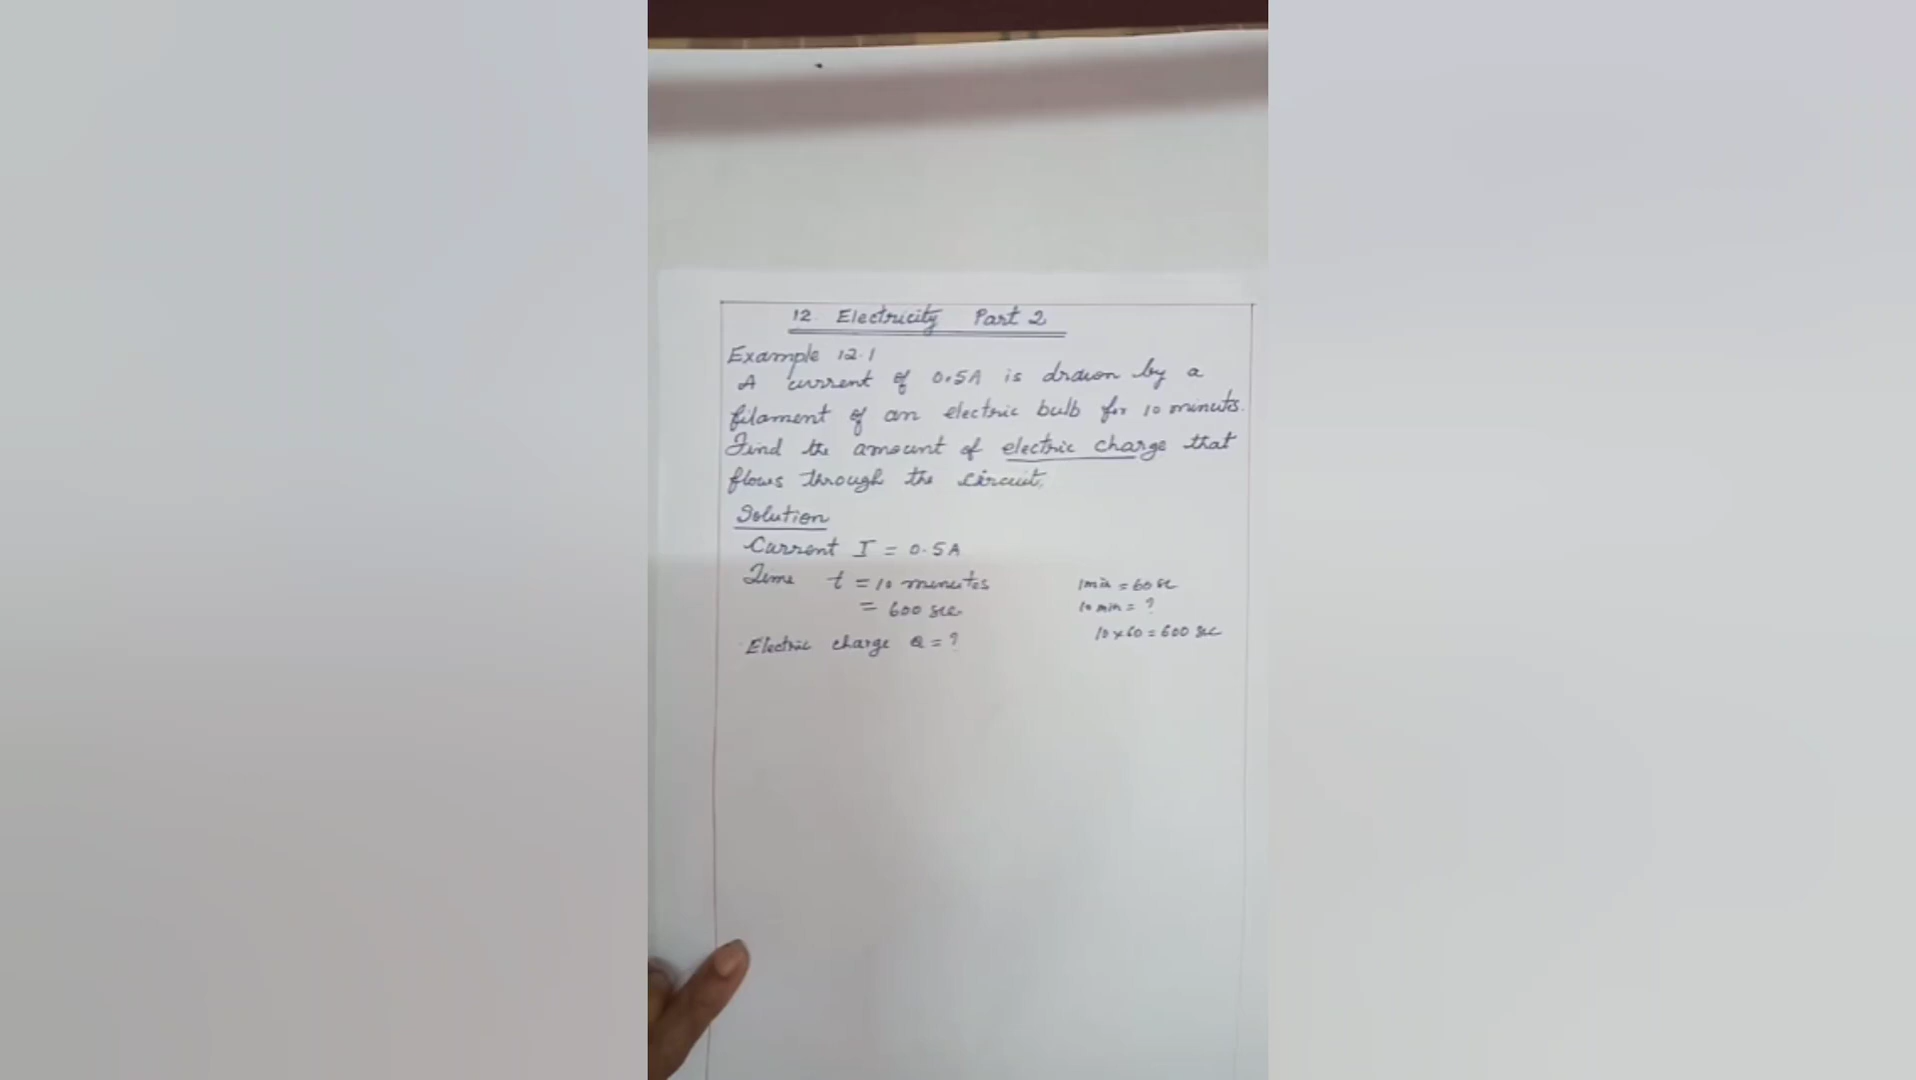 12. Electricity Part 2
Example 12.1
A current of 0.5A is drawn by a
filament of an electric bulb for 10 minutes.
Find the amount of electric charge that
flows through the circuit.
Solution
Current I = 0.5A
Time t = 10 minutes
= 600 sec
Electric charge Q = ?
1 min = 60 sec
10 min = ?
10 x 60 = 600 sec